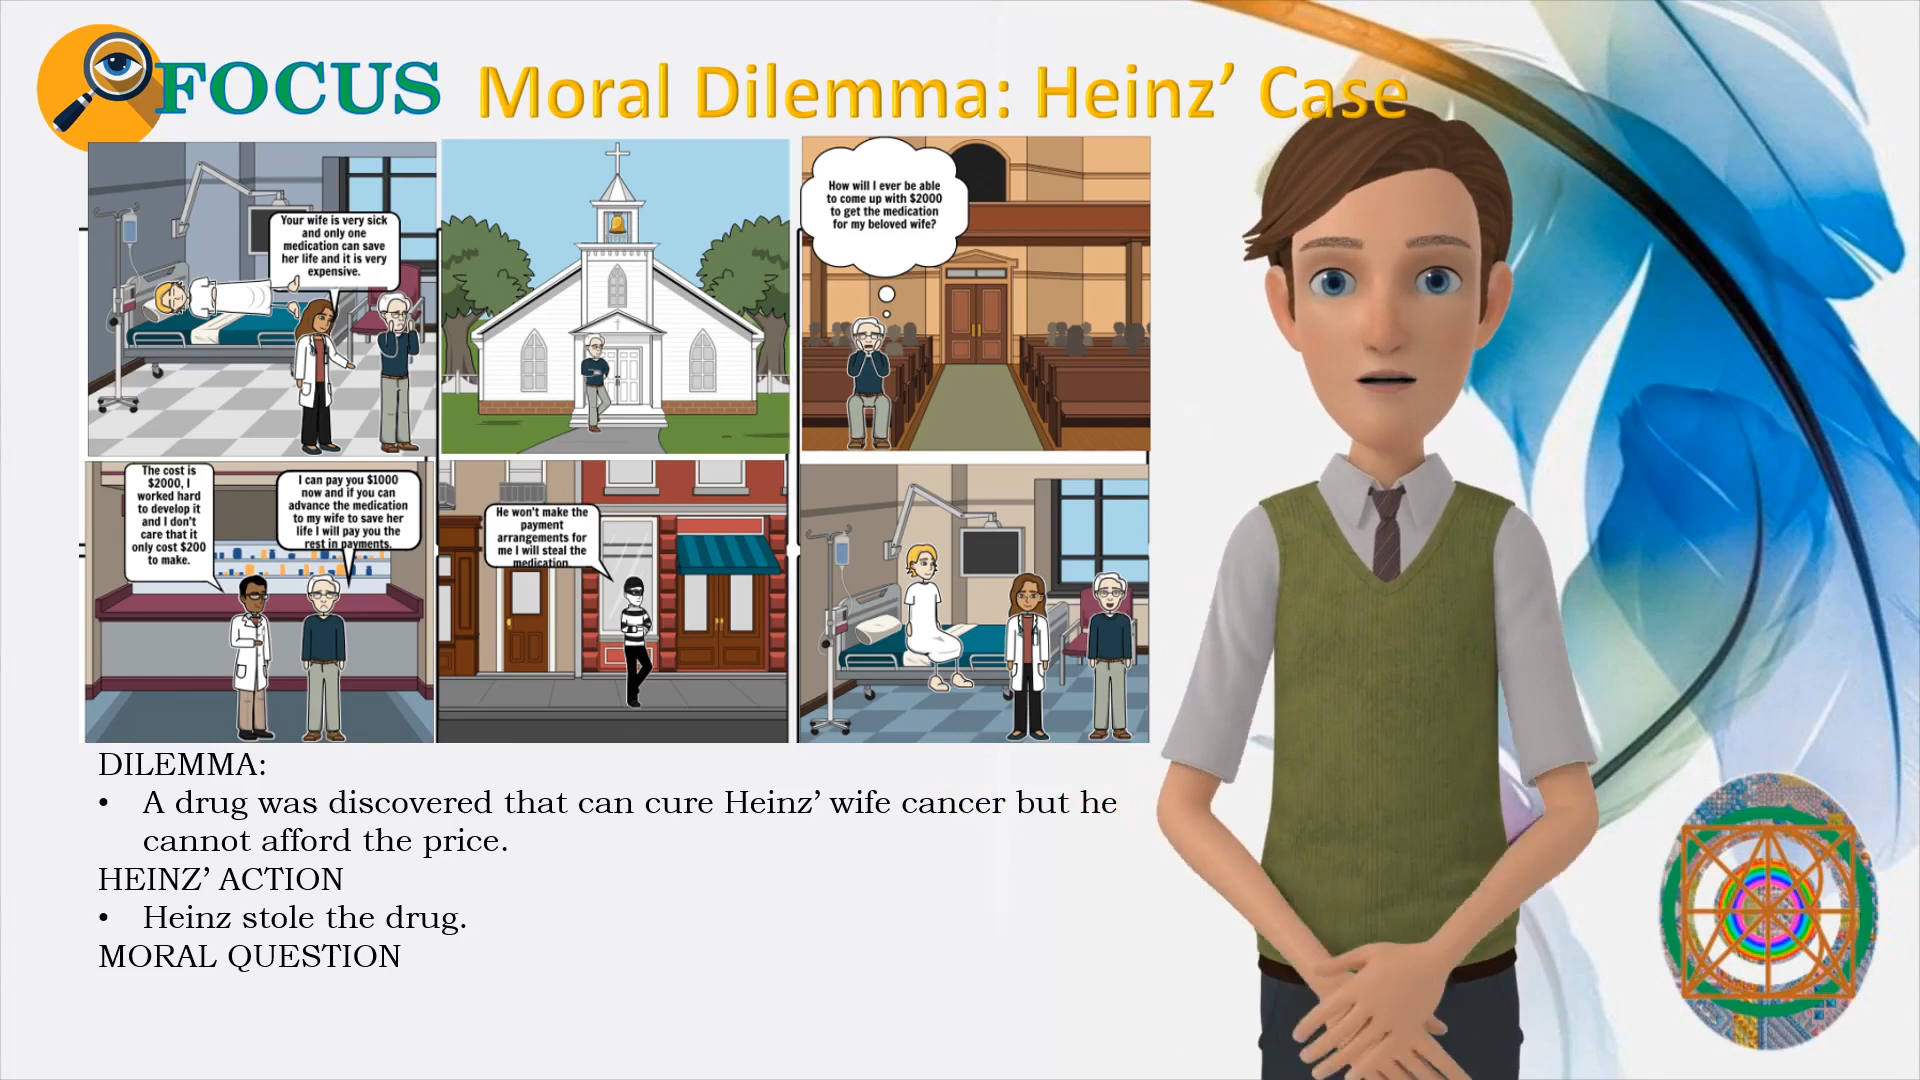 FOCUS Moral Dilemma: Heinz’ Case
Your wife is very sick
and only one
medication can save
her life and it is very
expensive.
How will I ever be able
to come up with $2000
to get the medication
for my beloved wife?
The cost is
$2000, I
worked hard
to develop it
and I don't
care that it
only cost $200
to make.
I can pay you $1000
now and if you can
advance the medication
to my wife to save her
life I will pay you the
rest in payments.
He won't make the
payment
arrangements for
me I will steal the
medication.
DILEMMA:
• A drug was discovered that can cure Heinz’ wife cancer but he
cannot afford the price.
HEINZ’ ACTION
• Heinz stole the drug.
MORAL QUESTION